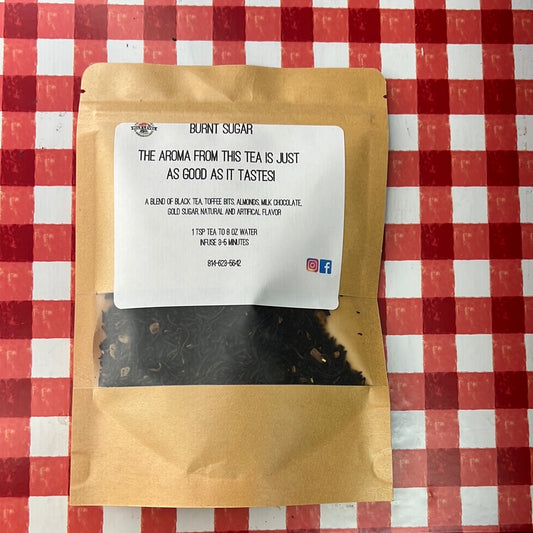 BURNT SUGAR
THE AROMA FROM THIS TEA IS JUST
AS GOOD AS IT TASTES!
A BLEND OF BLACK TEA, TOFFEE BITS, ALMONDS, MILK CHOCOLATE,
GOLD SUGAR, NATURAL AND ARTIFICAL FLAVOR
1 TSP TEA TO 8 OZ WATER
INFUSE 3-5 MINUTES
814-623-5642